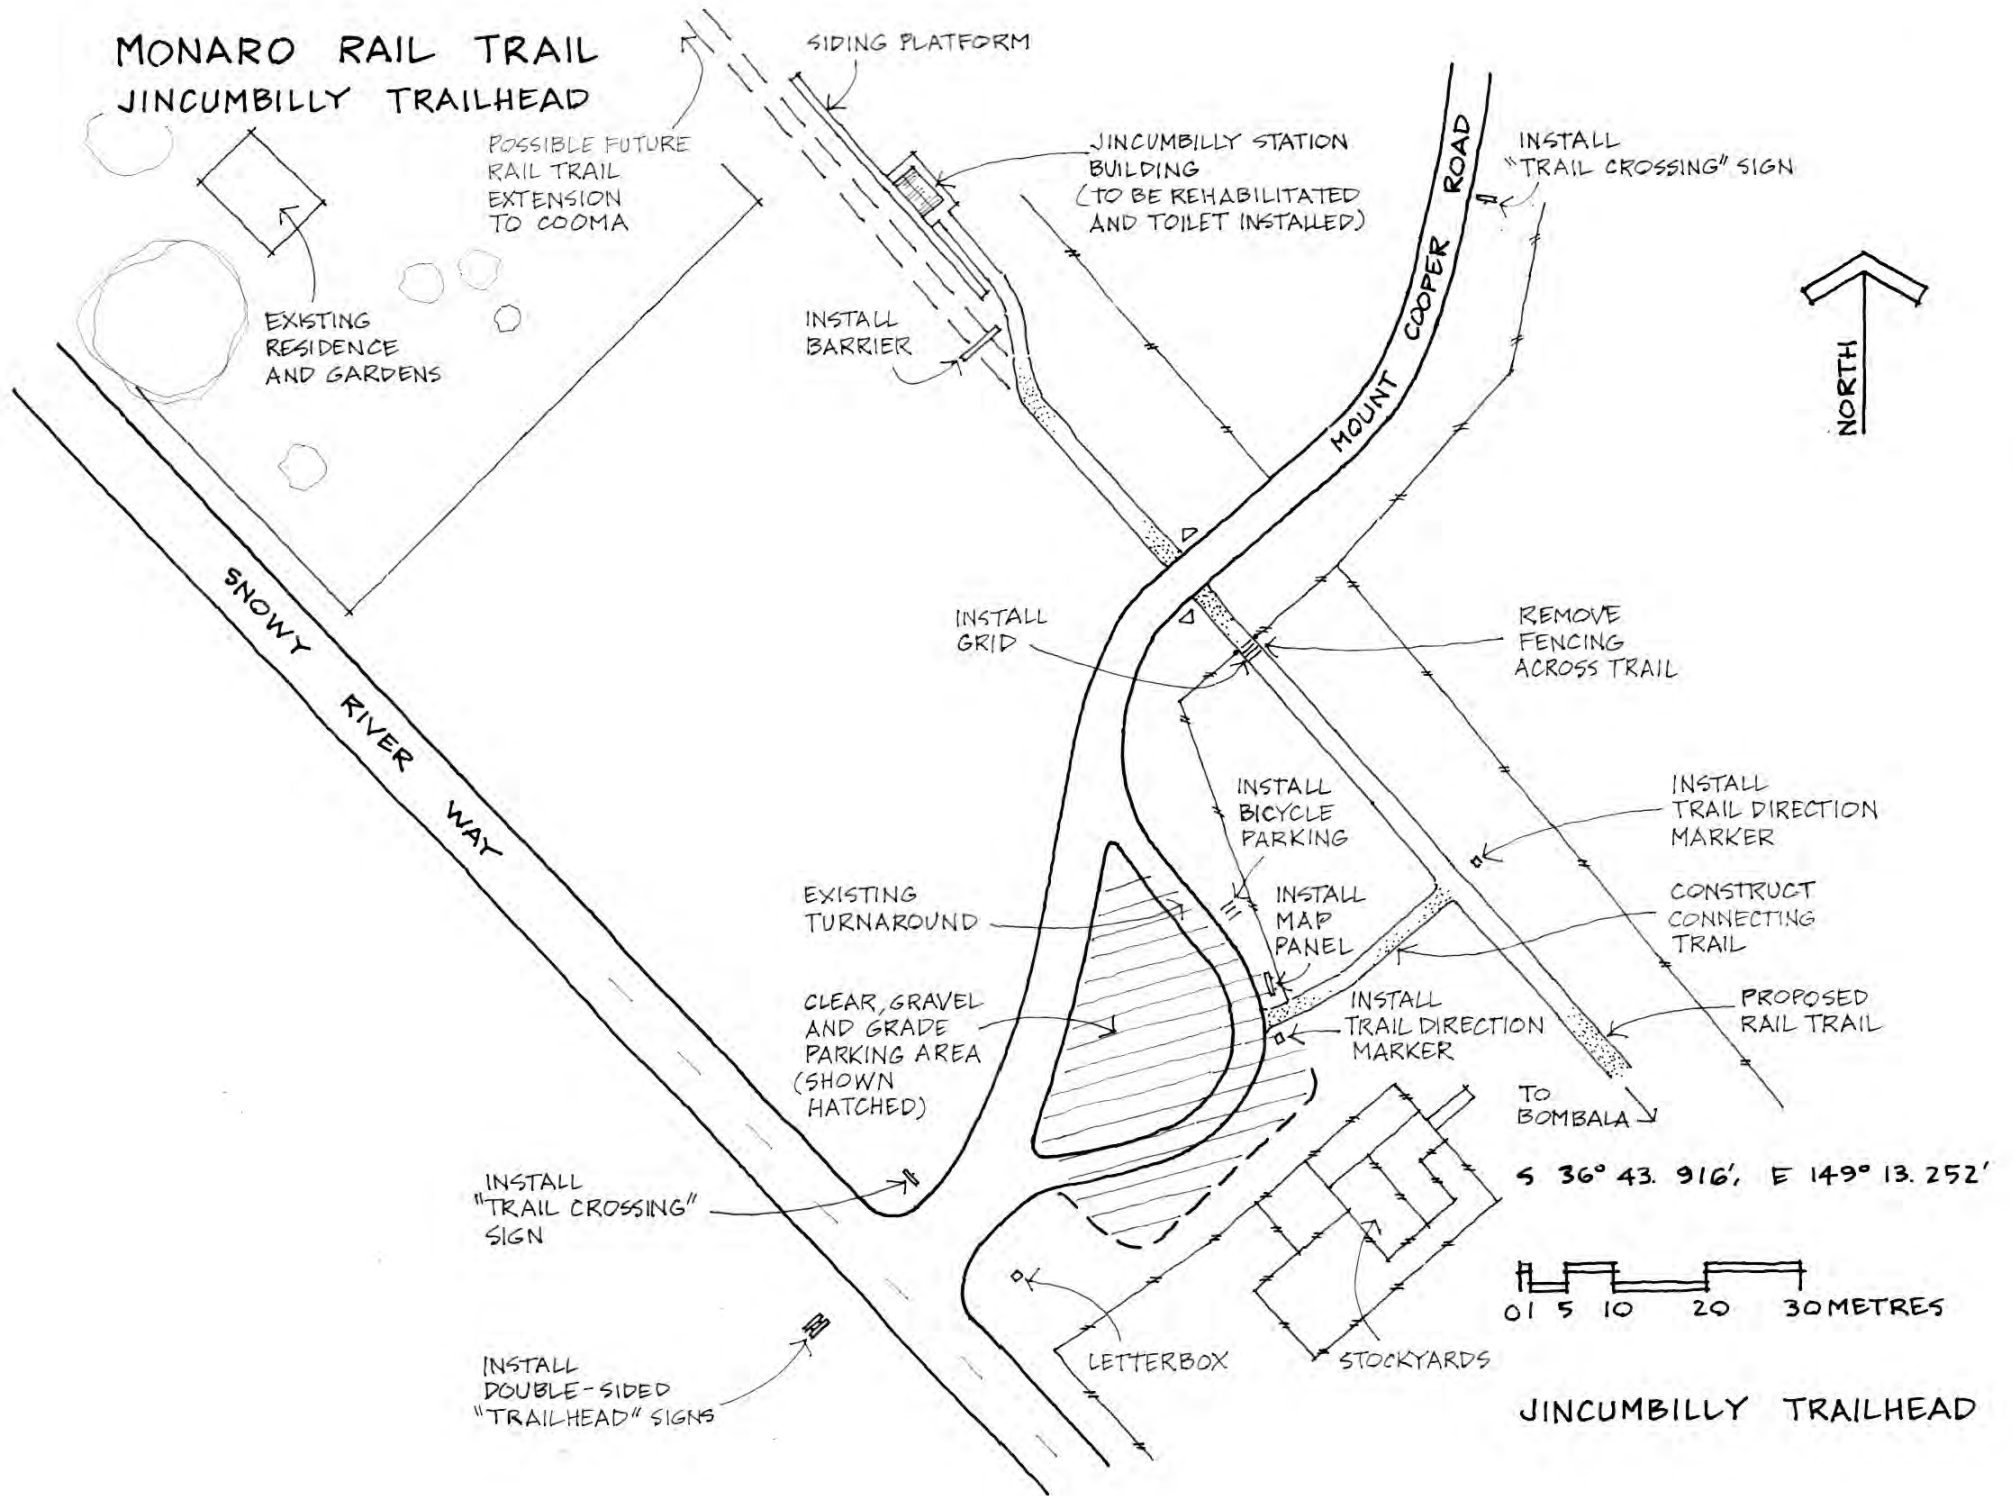 MONARO RAIL TRAIL
JINCUMBILLY TRAILHEAD
SIDING PLATFORM
POSSIBLE FUTURE
RAIL TRAIL
EXTENSION
TO COOMA
JINCUMBILLY STATION
BUILDING
(TO BE REHABILITATED
AND TOILET INSTALLED)
MOUNT COOPER ROAD
INSTALL
"TRAIL CROSSING" SIGN
NORTH
EXISTING
RESIDENCE
AND GARDENS
INSTALL
BARRIER
SNOWY RIVER WAY
INSTALL
GRID
REMOVE
FENCING
ACROSS TRAIL
INSTALL
BICYCLE
PARKING
INSTALL
TRAIL DIRECTION
MARKER
EXISTING
TURNAROUND
INSTALL
MAP
PANEL
CONSTRUCT
CONNECTING
TRAIL
CLEAR, GRAVEL
AND GRADE
PARKING AREA
(SHOWN
HATCHED)
INSTALL
TRAIL DIRECTION
MARKER
PROPOSED
RAIL TRAIL
TO
BOMBALA
S 36° 43. 916', E 149° 13. 252'
INSTALL
"TRAIL CROSSING"
SIGN
0 1 5 10 20 30 METRES
INSTALL
DOUBLE-SIDED
"TRAILHEAD" SIGNS
LETTERBOX
STOCKYARDS
JINCUMBILLY TRAILHEAD